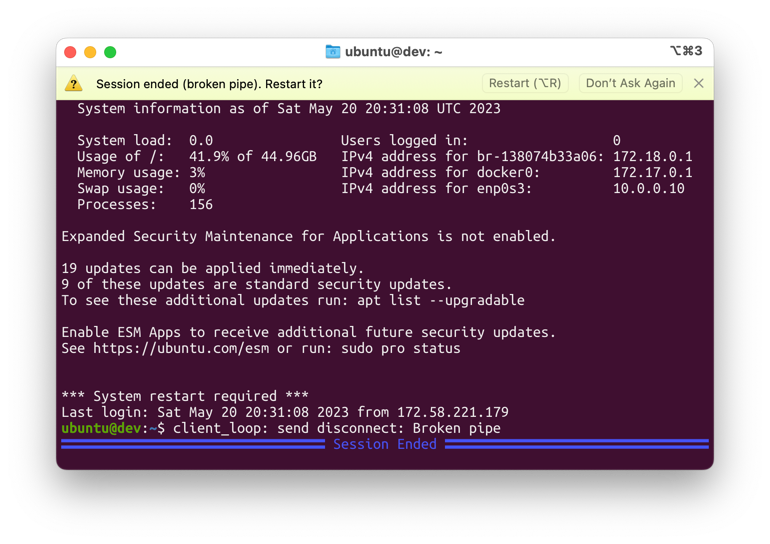 ubuntu@dev: ~ ⌥⌘3
Session ended (broken pipe). Restart it? Restart (⌥R) Don't Ask Again
System information as of Sat May 20 20:31:08 UTC 2023
System load: 0.0 Users logged in: 0
Usage of /: 41.9% of 44.96GB IPv4 address for br-138074b33a06: 172.18.0.1
Memory usage: 3% IPv4 address for docker0: 172.17.0.1
Swap usage: 0% IPv4 address for enp0s3: 10.0.0.10
Processes: 156
Expanded Security Maintenance for Applications is not enabled.
19 updates can be applied immediately.
9 of these updates are standard security updates.
To see these additional updates run: apt list --upgradable
Enable ESM Apps to receive additional future security updates.
See https://ubuntu.com/esm or run: sudo pro status
*** System restart required ***
Last login: Sat May 20 20:31:08 2023 from 172.58.221.179
ubuntu@dev:~$ client_loop: send disconnect: Broken pipe
Session Ended